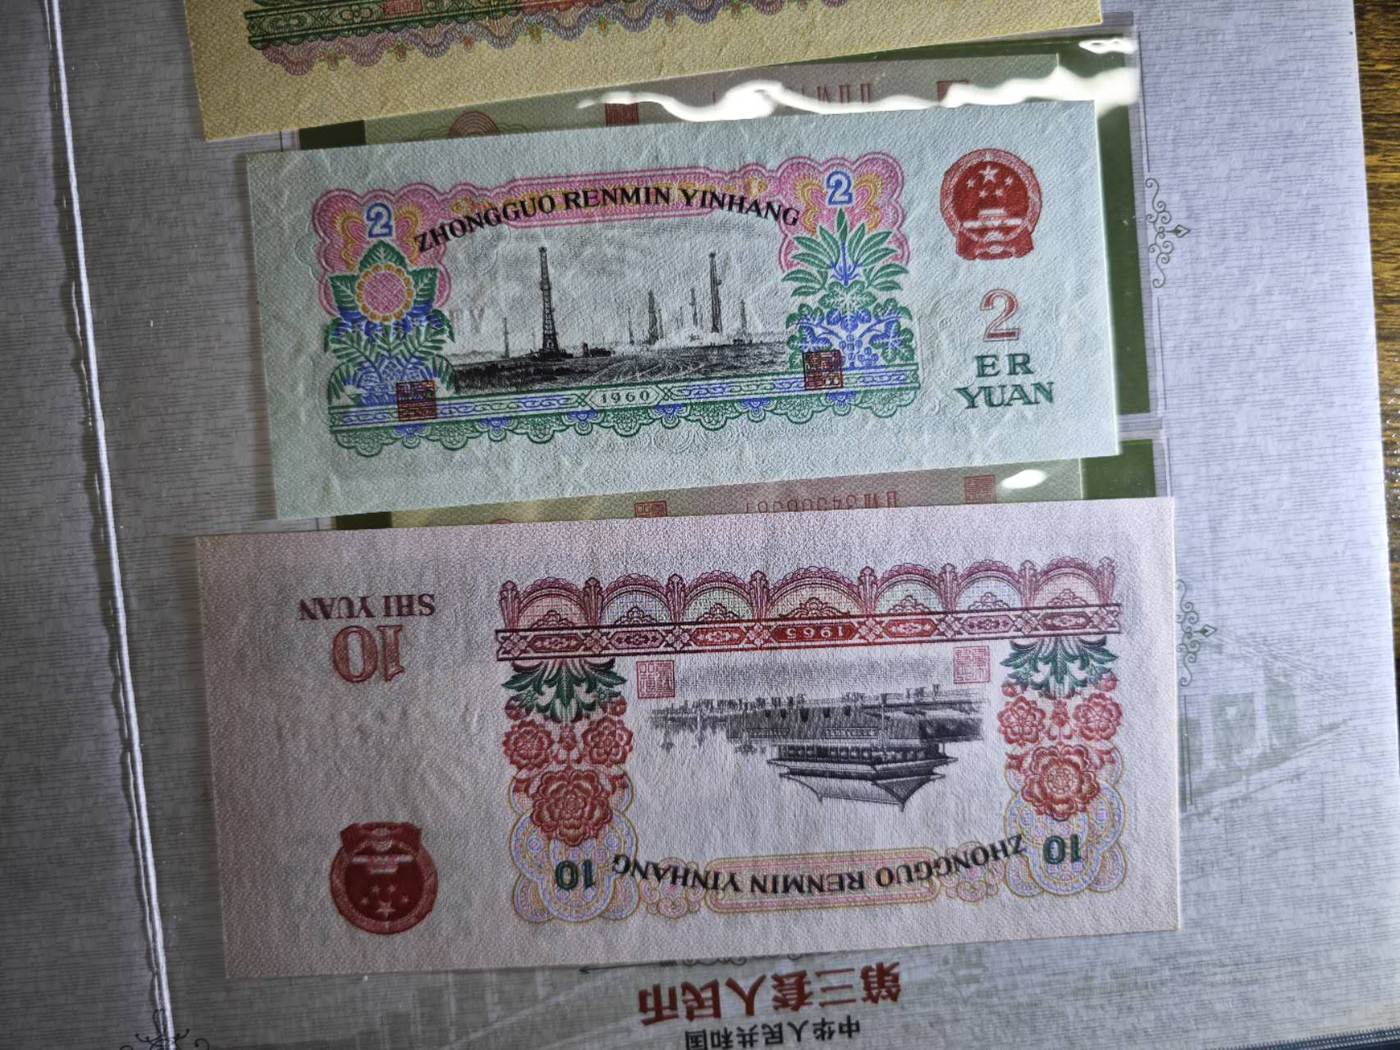 2
ZHONGGUO RENMIN YINHANG
2
1960
2
ER
YUAN
SHI YUAN
10
1965
10
ZHONGGUO RENMIN YINHANG
10
第三套人民币
中华人民共和国